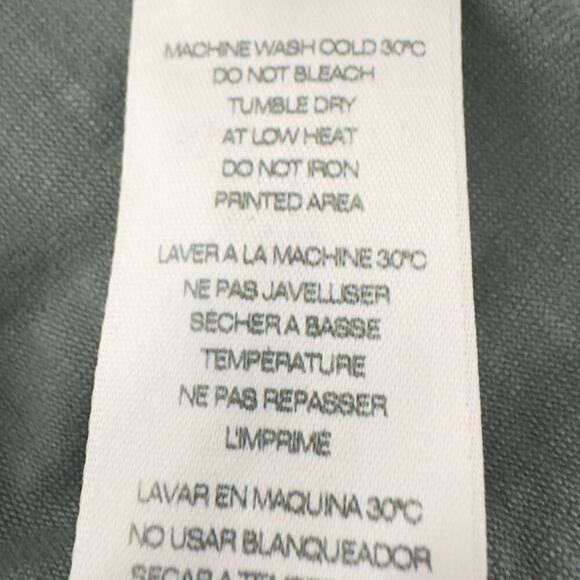 MACHINE WASH COLD 30°C
DO NOT BLEACH
TUMBLE DRY
AT LOW HEAT
DO NOT IRON
PRINTED AREA
LAVER A LA MACHINE 30°C
NE PAS JAVELLISER
SÉCHER A BASSE
TEMPÉRATURE
NE PAS REPASSER
L'IMPRIMÉ
LAVAR EN MAQUINA 30°C
NO USAR BLANQUEADOR
SECAR A